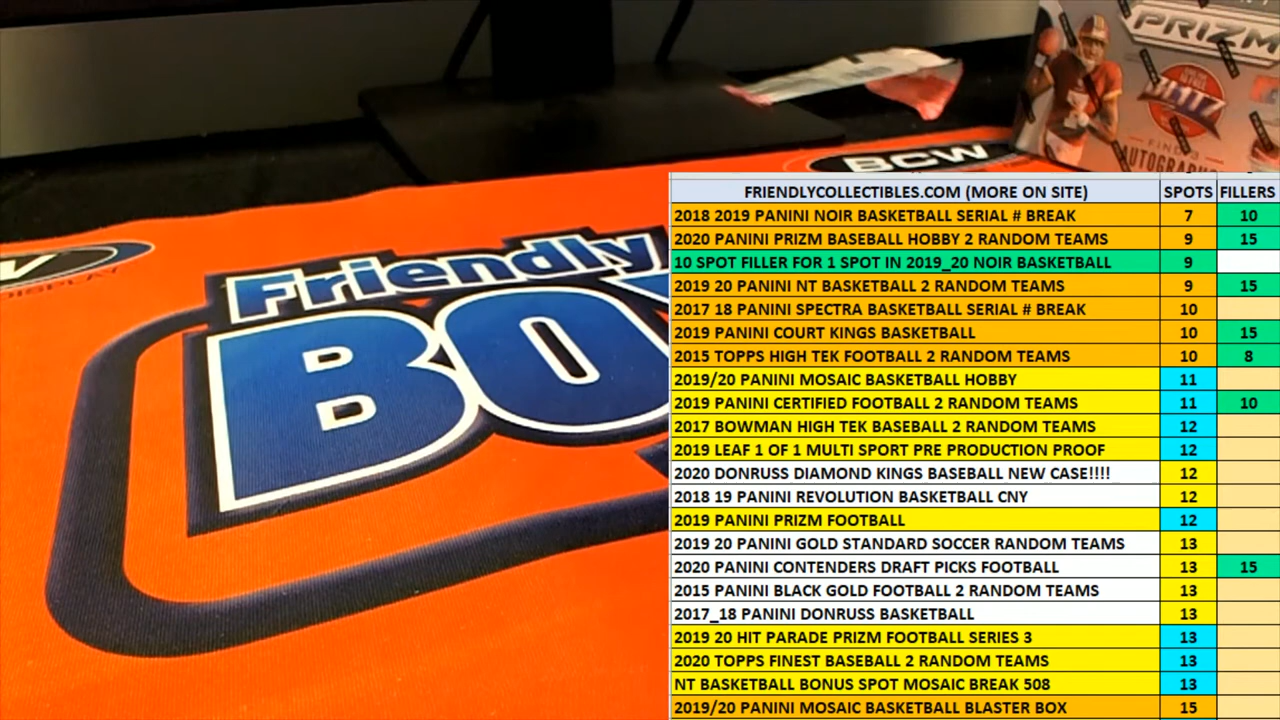 PRIZM
BLITZ
FIND 3
AUTOGRAPHS
BCW
DISPLAY
Friendly
BO
FRIENDLYCOLLECTIBLES.COM (MORE ON SITE) SPOTS FILLERS
2018 2019 PANINI NOIR BASKETBALL SERIAL # BREAK 7 10
2020 PANINI PRIZM BASEBALL HOBBY 2 RANDOM TEAMS 9 15
10 SPOT FILLER FOR 1 SPOT IN 2019_20 NOIR BASKETBALL 9
2019 20 PANINI NT BASKETBALL 2 RANDOM TEAMS 9 15
2017 18 PANINI SPECTRA BASKETBALL SERIAL # BREAK 10
2019 PANINI COURT KINGS BASKETBALL 10 15
2015 TOPPS HIGH TEK FOOTBALL 2 RANDOM TEAMS 10 8
2019/20 PANINI MOSAIC BASKETBALL HOBBY 11
2019 PANINI CERTIFIED FOOTBALL 2 RANDOM TEAMS 11 10
2017 BOWMAN HIGH TEK BASEBALL 2 RANDOM TEAMS 12
2019 LEAF 1 OF 1 MULTI SPORT PRE PRODUCTION PROOF 12
2020 DONRUSS DIAMOND KINGS BASEBALL NEW CASE!!!! 12
2018 19 PANINI REVOLUTION BASKETBALL CNY 12
2019 PANINI PRIZM FOOTBALL 12
2019 20 PANINI GOLD STANDARD SOCCER RANDOM TEAMS 13
2020 PANINI CONTENDERS DRAFT PICKS FOOTBALL 13 15
2015 PANINI BLACK GOLD FOOTBALL 2 RANDOM TEAMS 13
2017_18 PANINI DONRUSS BASKETBALL 13
2019 20 HIT PARADE PRIZM FOOTBALL SERIES 3 13
2020 TOPPS FINEST BASEBALL 2 RANDOM TEAMS 13
NT BASKETBALL BONUS SPOT MOSAIC BREAK 508 13
2019/20 PANINI MOSAIC BASKETBALL BLASTER BOX 15